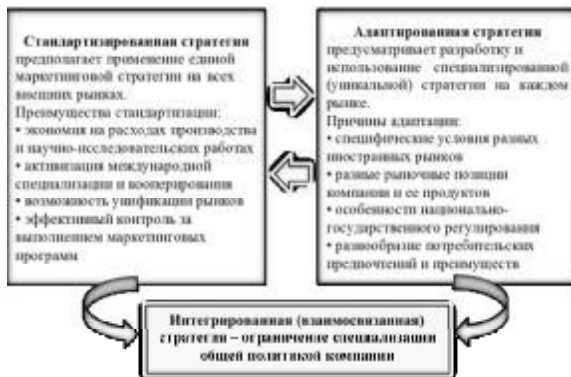 Стандартизированная стратегия
предполагает применение единой
маркетинговой стратегии на всех
внешних рынках.
Преимущества стандартизации:
• экономия на расходах производства
и научно-исследовательских работах
• активизация международной
специализации и кооперирования
• возможность унификации рынков
• эффективный контроль за
выполнением маркетинговых
программ
Адаптированная стратегия
предусматривает разработку и
использование специализированной
(уникальной) стратегии на каждом
рынке.
Причины адаптации:
• специфические условия разных
иностранных рынков
• разные рыночные позиции
компании и ее продуктов
• особенности национально-
государственного регулирования
• разнообразие потребительских
предпочтений и преимуществ
Интегрированная (взаимосвязанная)
стратегия – ограничение специализации
общей политикой компании